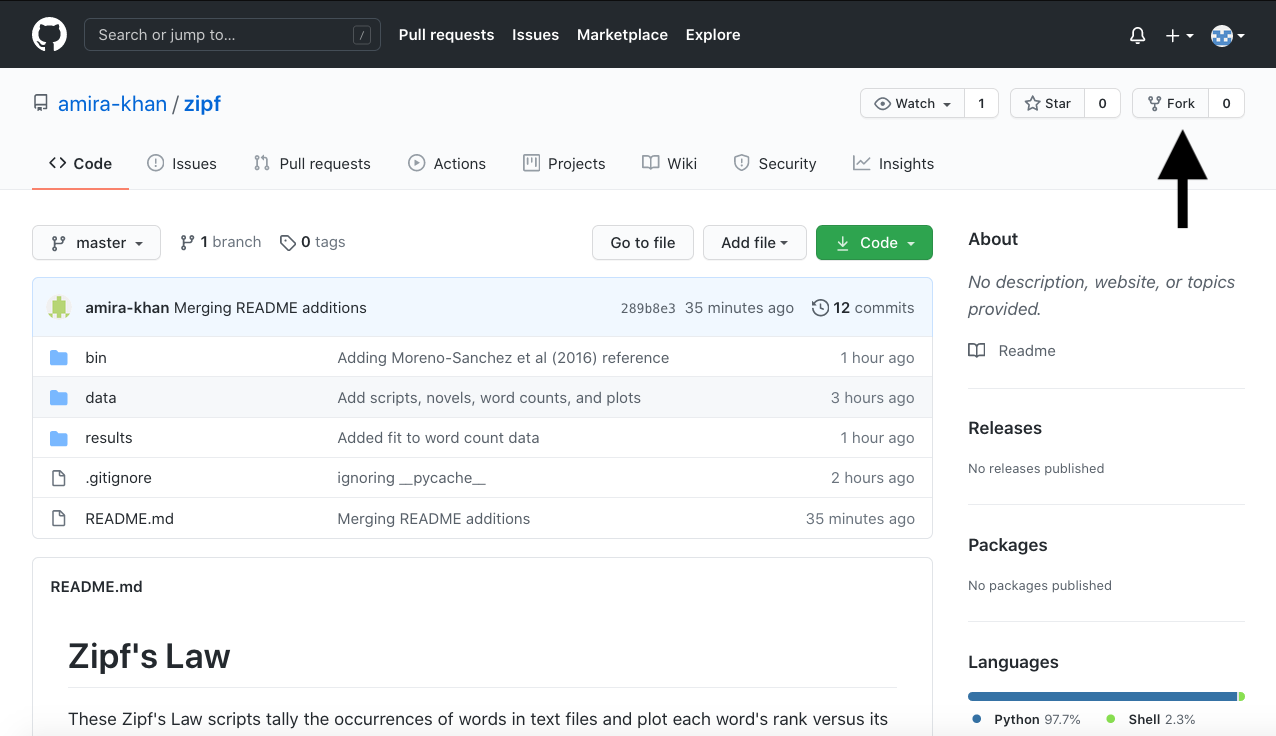 Search or jump to... /
Pull requests Issues Marketplace Explore
amira-khan / zipf
Watch 1 Star 0 Fork 0
Code Issues Pull requests Actions Projects Wiki Security Insights
master 1 branch 0 tags Go to file Add file Code
amira-khan Merging README additions 289b8e3 35 minutes ago 12 commits
bin Adding Moreno-Sanchez et al (2016) reference 1 hour ago
data Add scripts, novels, word counts, and plots 3 hours ago
results Added fit to word count data 1 hour ago
.gitignore ignoring __pycache__ 2 hours ago
README.md Merging README additions 35 minutes ago
README.md
Zipf's Law
These Zipf's Law scripts tally the occurrences of words in text files and plot each word's rank versus its
About
No description, website, or topics
provided.
Readme
Releases
No releases published
Packages
No packages published
Languages
Python 97.7% Shell 2.3%